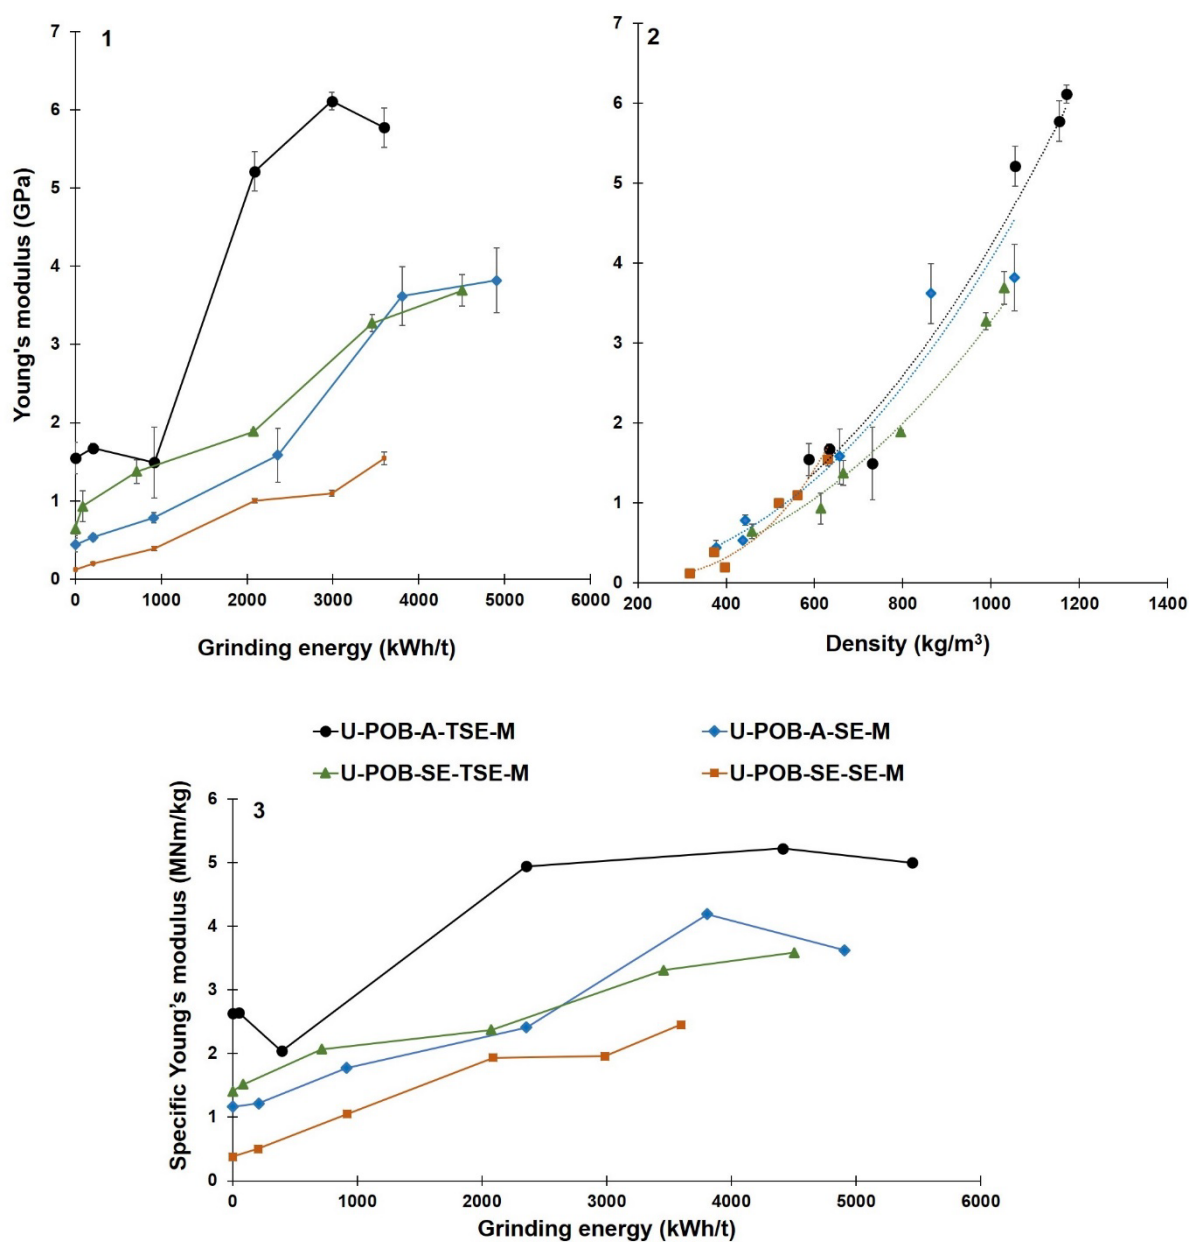 1
Young's modulus (GPa)
7
6
5
4
3
2
1
0
0 1000 2000 3000 4000 5000 6000
Grinding energy (kWh/t)
2
7
6
5
4
3
2
1
0
200 400 600 800 1000 1200 1400
Density (kg/m³)
U-POB-A-TSE-M
U-POB-A-SE-M
U-POB-SE-TSE-M
U-POB-SE-SE-M
3
Specific Young's modulus (MNm/kg)
6
5
4
3
2
1
0
0 1000 2000 3000 4000 5000 6000
Grinding energy (kWh/t)